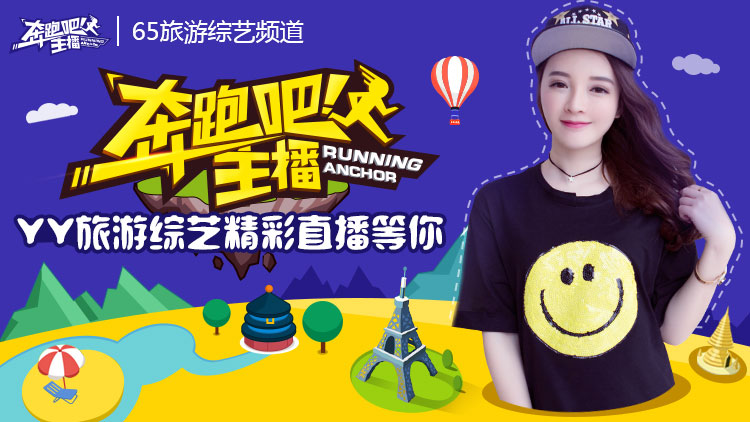 奔跑吧!
主播
RUNNING
ANCHOR
65旅游综艺频道
ALL STAR
奔跑吧!
主播
RUNNING
ANCHOR
YY旅游综艺精彩直播等你